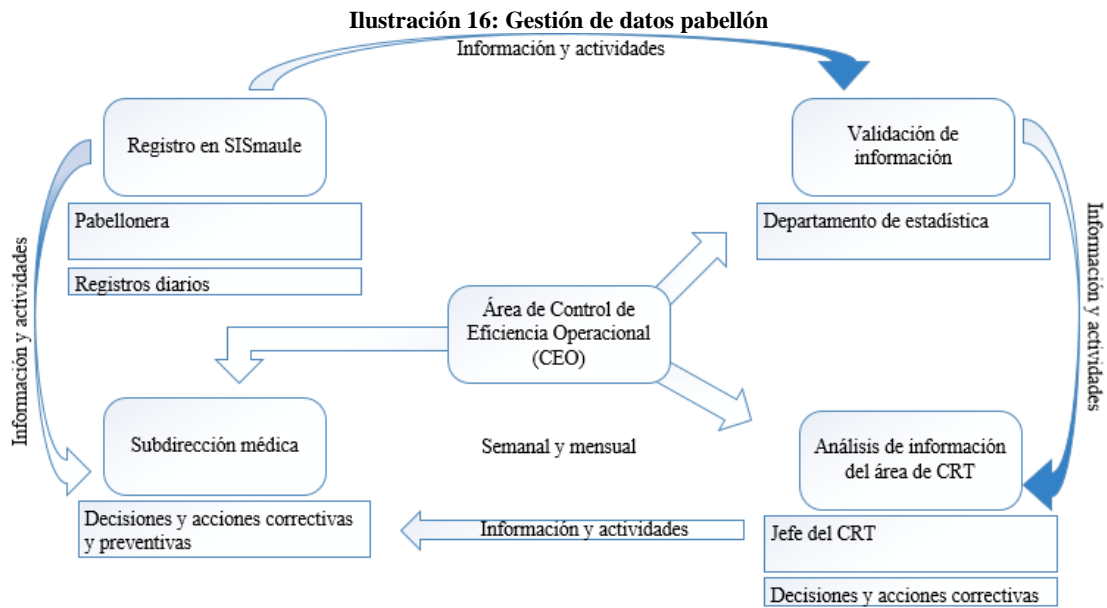 Ilustración 16: Gestión de datos pabellón
Información y actividades
Registro en SISmaule
Pabellonera
Registros diarios
Validación de
información
Departamento de estadística
Información y actividades
Información y actividades
Área de Control de
Eficiencia Operacional
(CEO)
Subdirección médica
Decisiones y acciones correctivas
y preventivas
Semanal y mensual
Información y actividades
Análisis de información
del área de CRT
Jefe del CRT
Decisiones y acciones correctivas